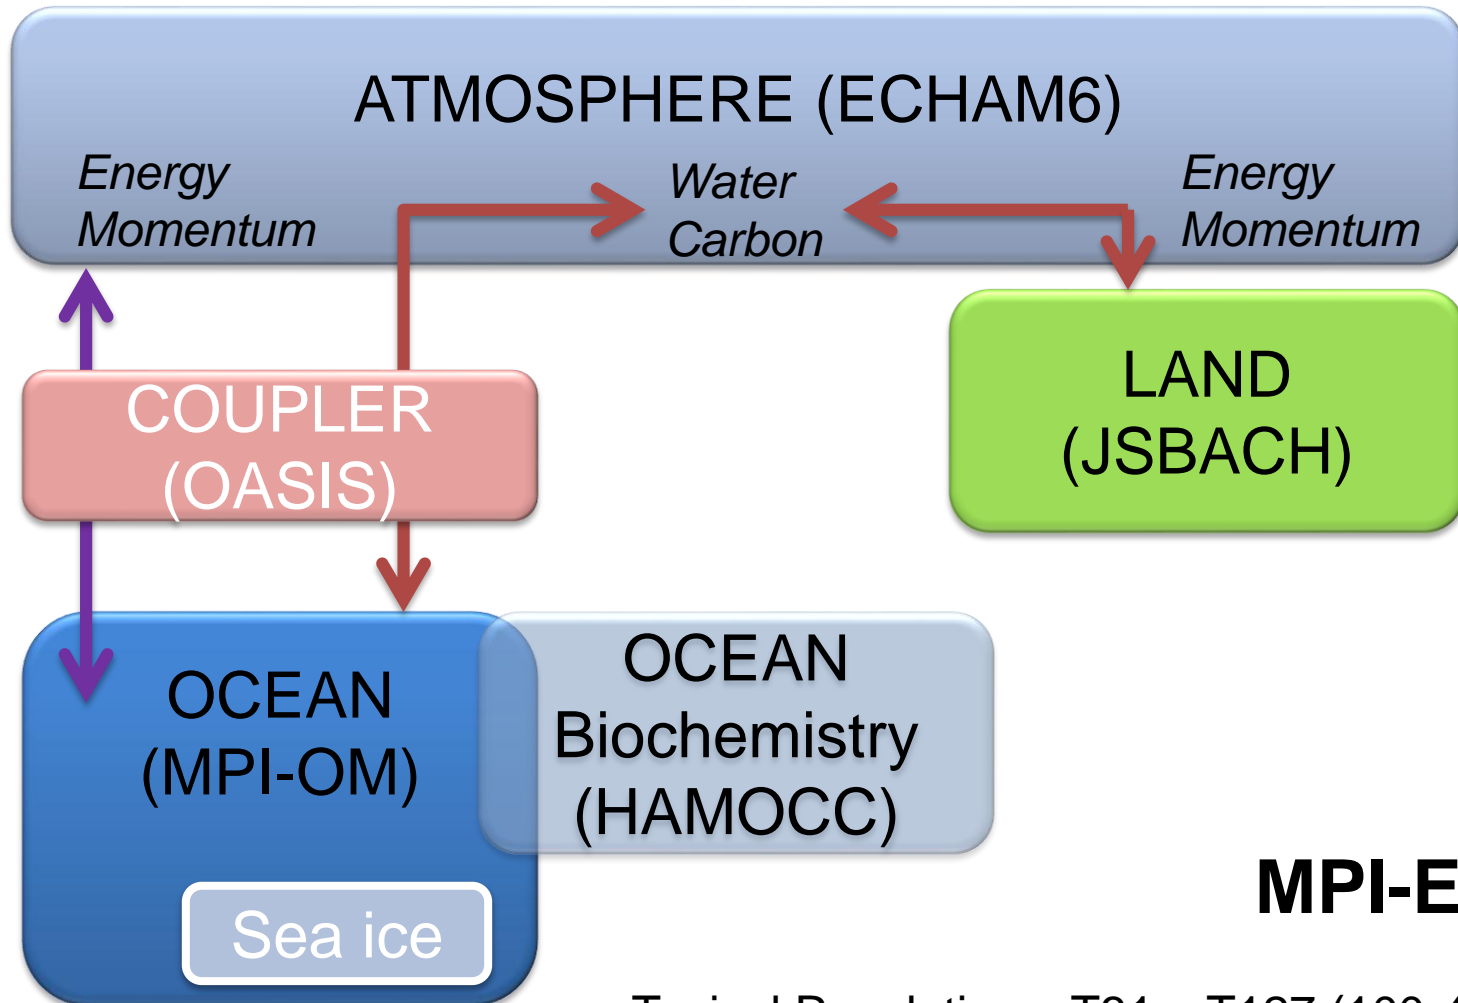 ATMOSPHERE (ECHAM6)
Energy
Momentum
Water
Carbon
Energy
Momentum
COUPLER
(OASIS)
LAND
(JSBACH)
OCEAN
(MPI-OM)
OCEAN
Biochemistry
(HAMOCC)
Sea ice
MPI-E